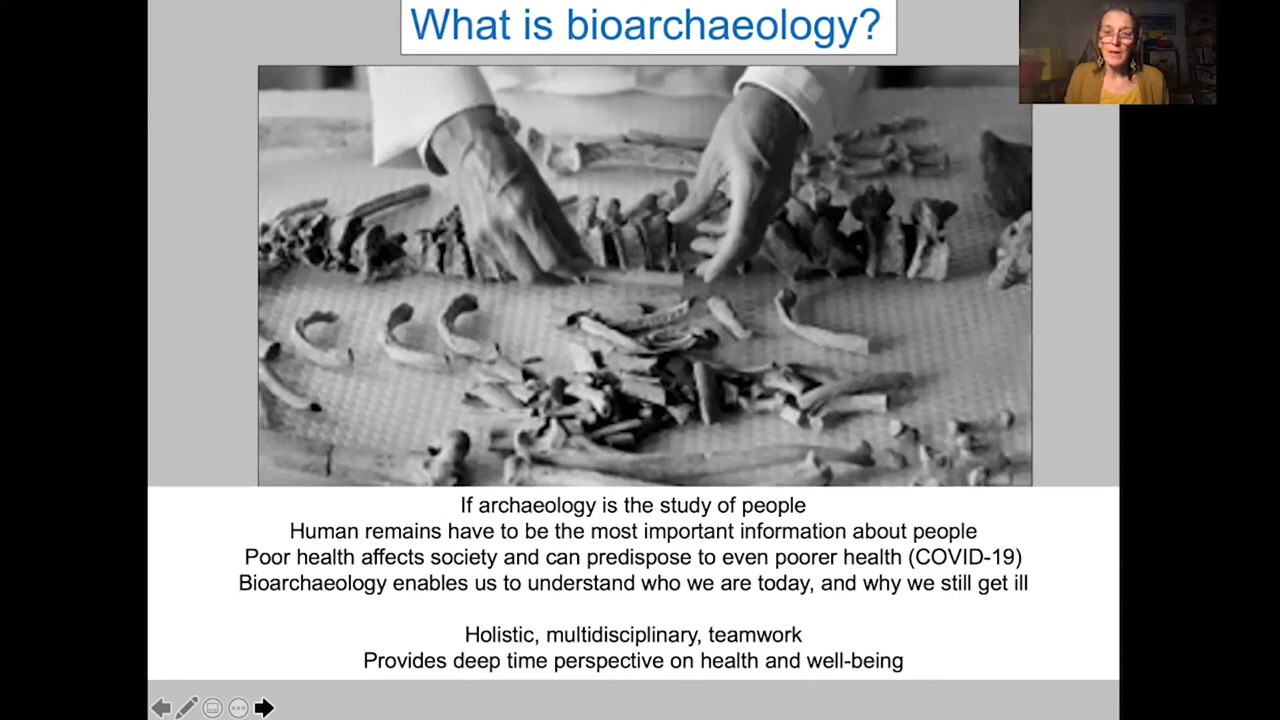 What is bioarchaeology?
If archaeology is the study of people
Human remains have to be the most important information about people
Poor health affects society and can predispose to even poorer health (COVID-19)
Bioarchaeology enables us to understand who we are today, and why we still get ill
Holistic, multidisciplinary, teamwork
Provides deep time perspective on health and well-being